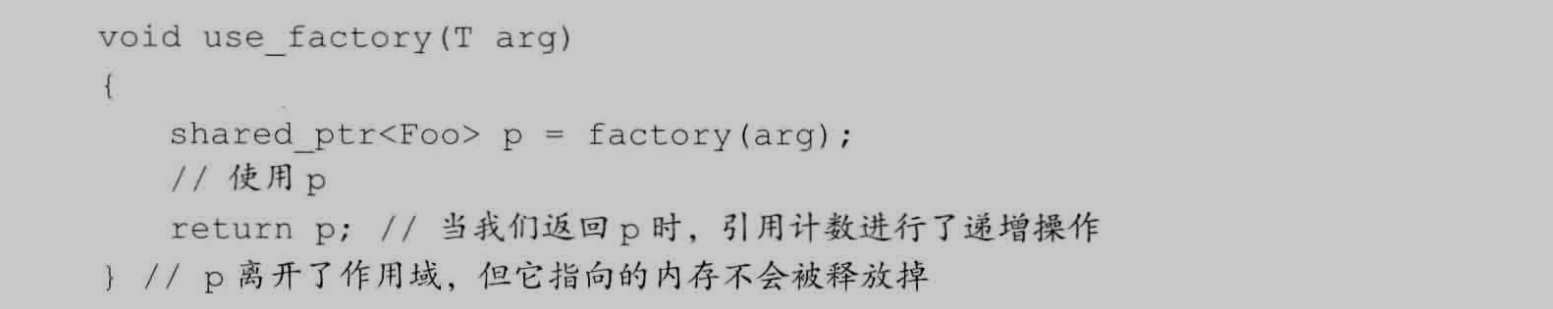 void use_factory(T arg)
{
shared_ptr<Foo> p = factory(arg);
// 使用 p
return p; // 当我们返回 p 时，引用计数进行了递增操作
} // p 离开了作用域，但它指向的内存不会被释放掉